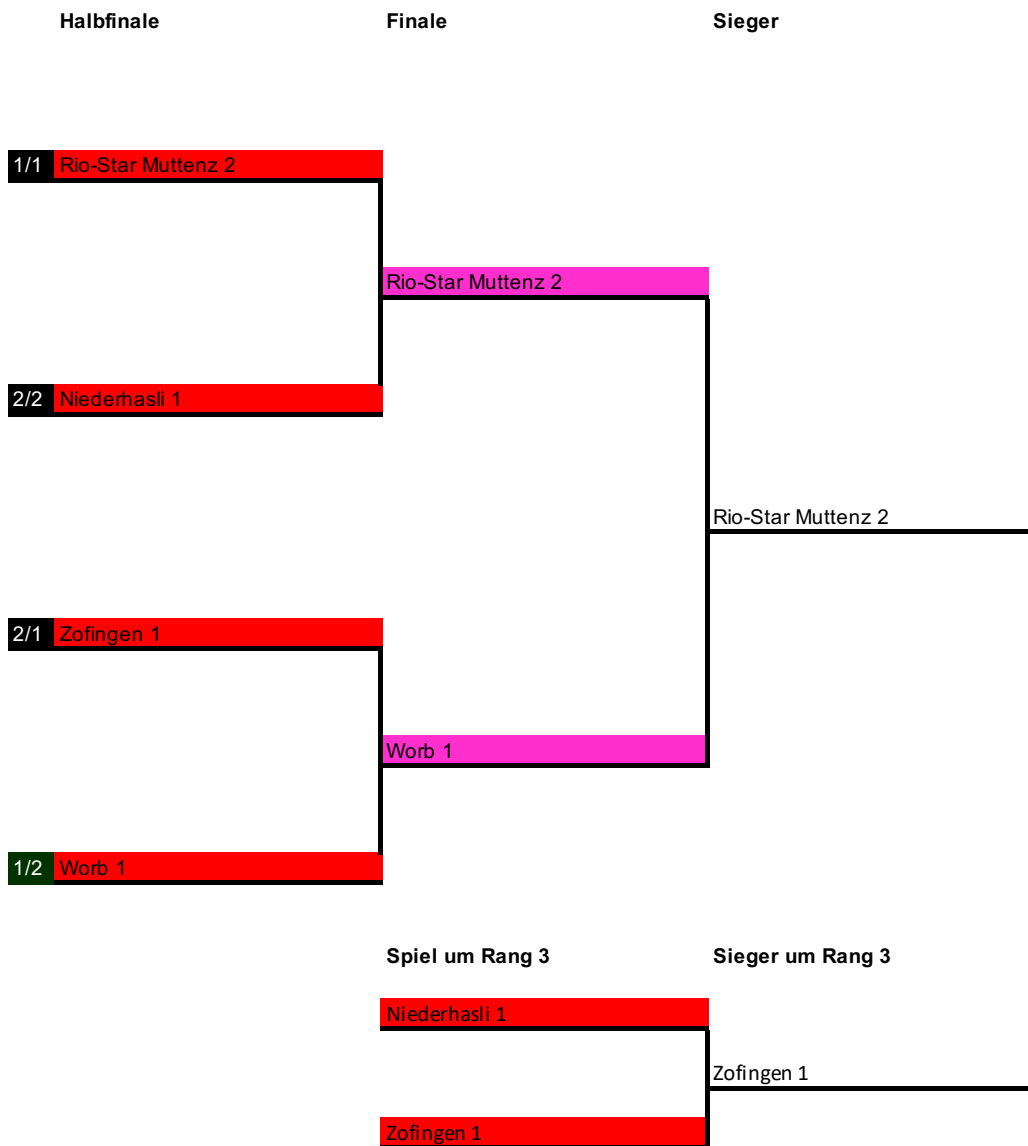 Halbfinale Finale Sieger
1/1 Rio-Star Muttenz 2
Rio-Star Muttenz 2
2/2 Niederhasli 1
Rio-Star Muttenz 2
2/1 Zofingen 1
Worb 1
1/2 Worb 1
Spiel um Rang 3 Sieger um Rang 3
Niederhasli 1
Zofingen 1
Zofingen 1